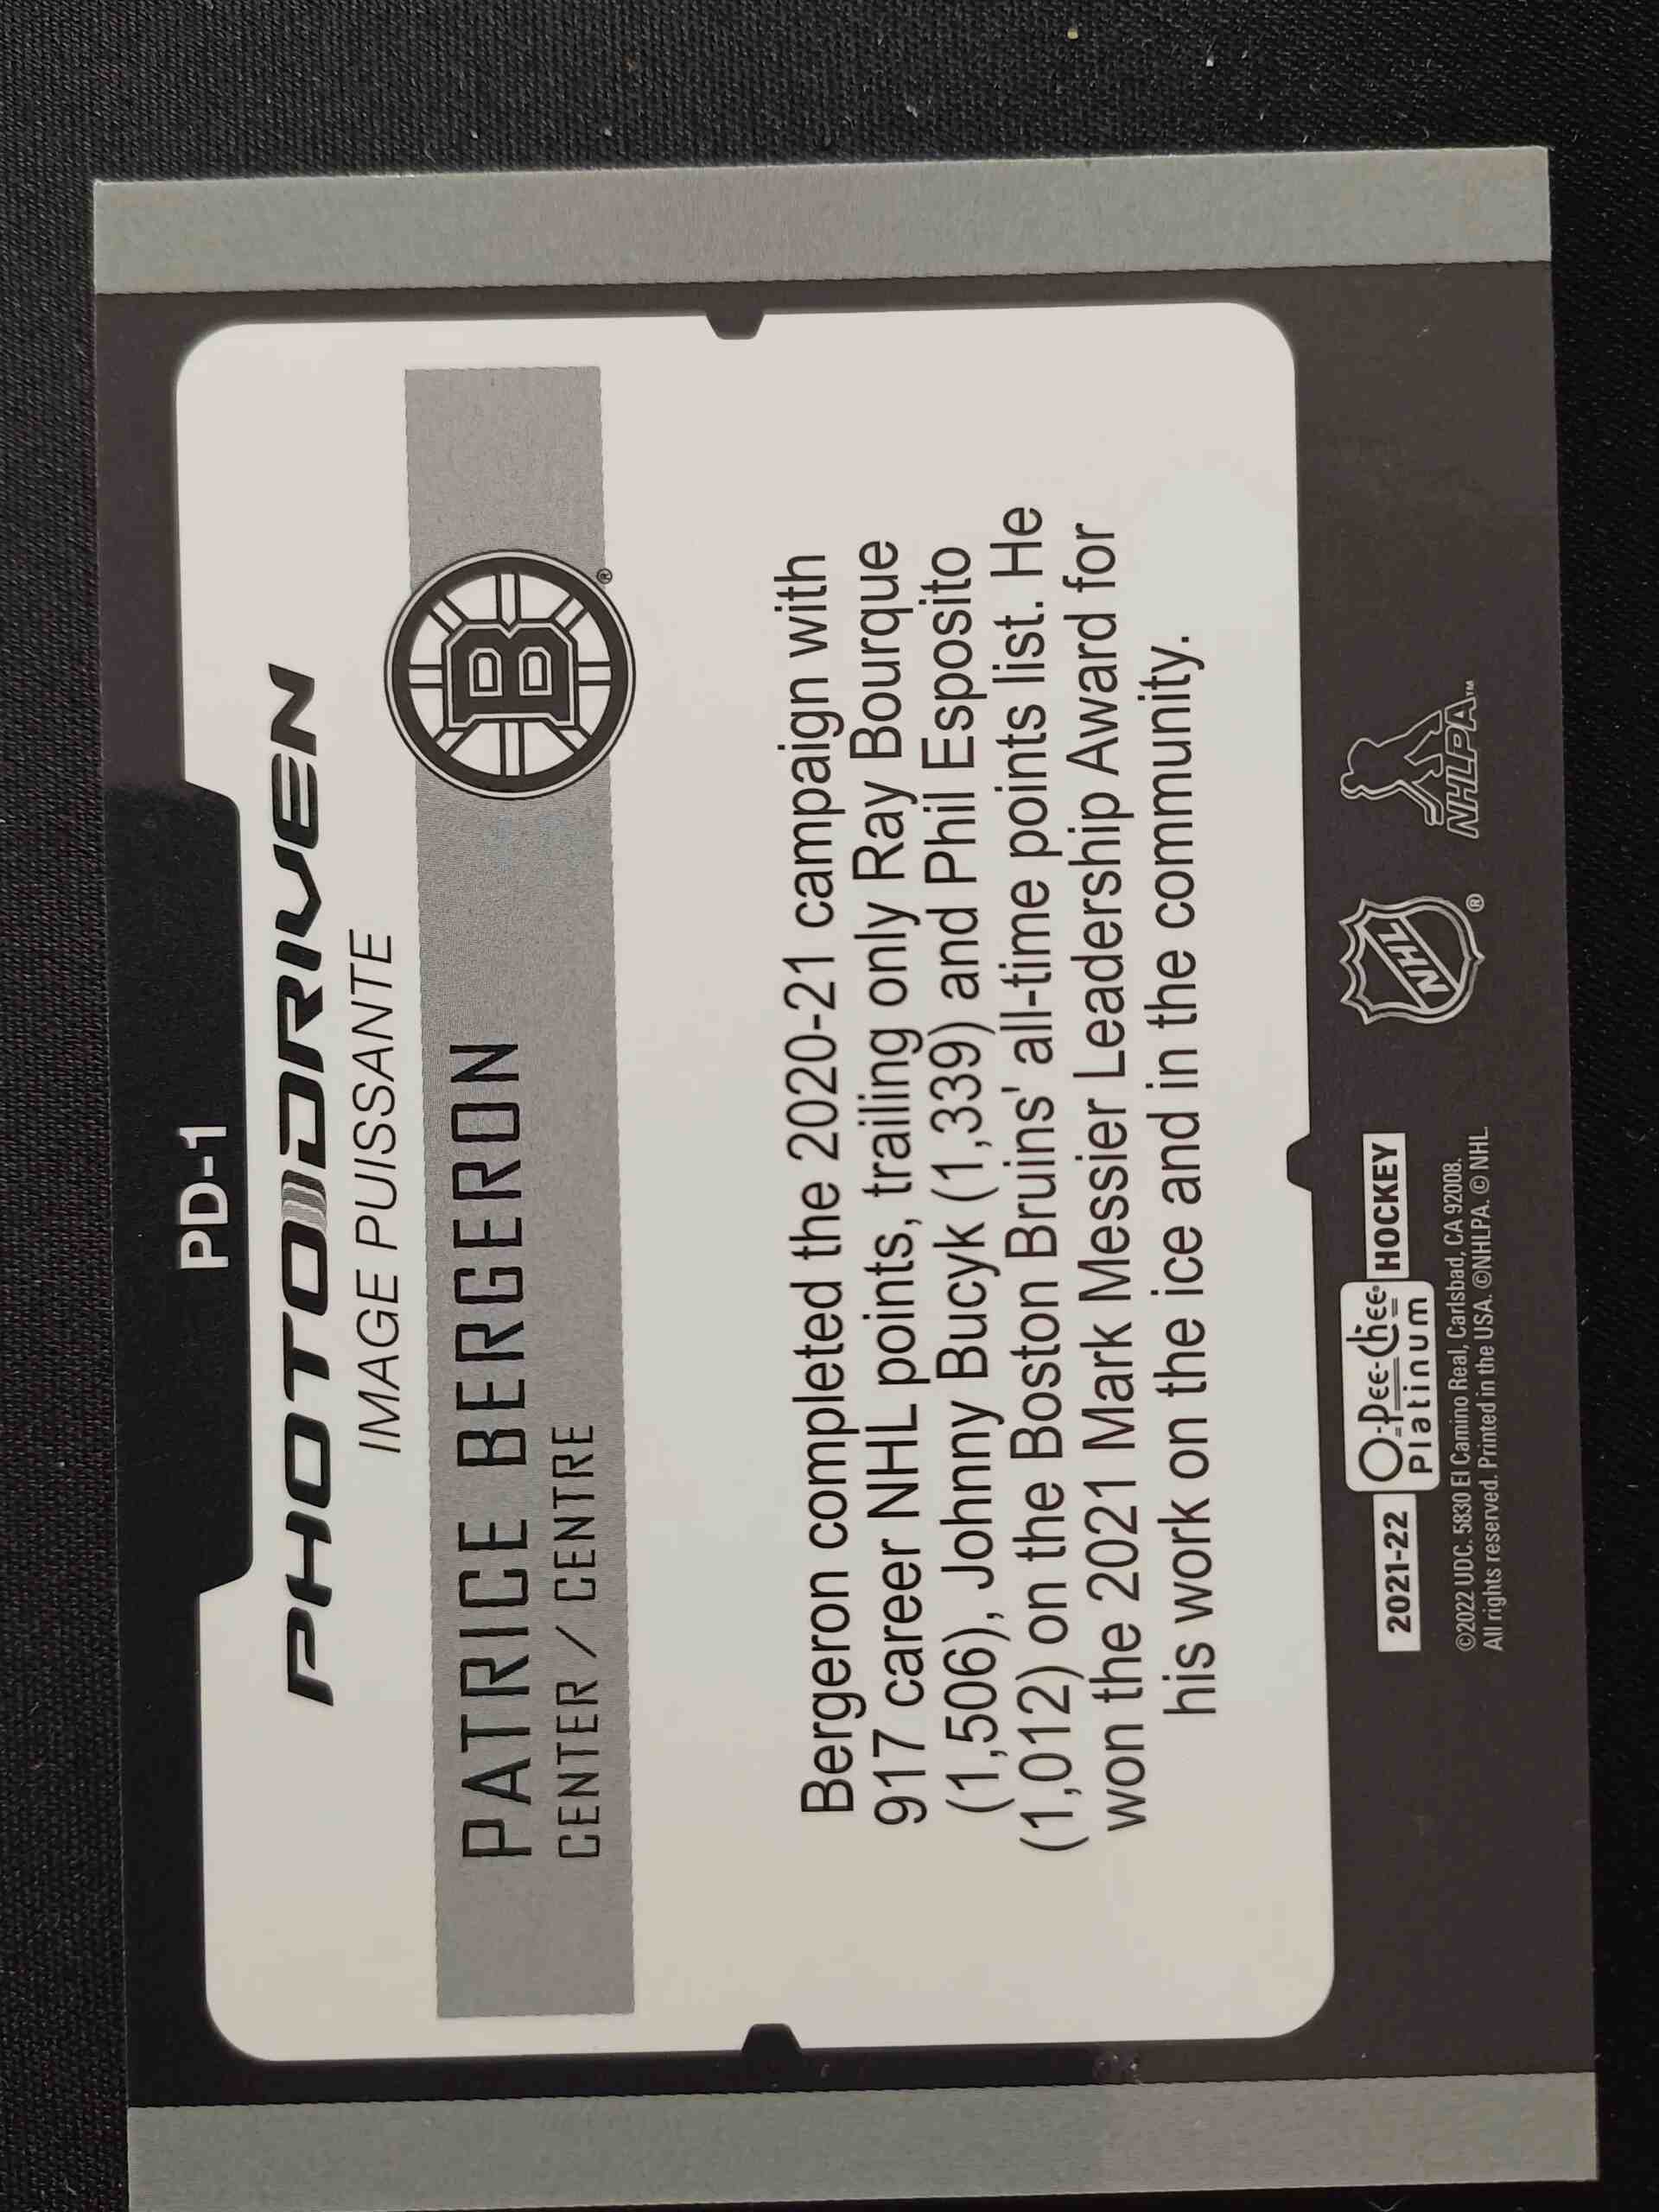 PD-1
PHOTO DRIVEN
IMAGE PUISSANTE
PATRICE BERGERON
CENTER / CENTRE
B
®
Bergeron completed the 2020-21 campaign with
917 career NHL points, trailing only Ray Bourque
(1,506), Johnny Bucyk (1,339) and Phil Esposito
(1,012) on the Boston Bruins' all-time points list. He
won the 2021 Mark Messier Leadership Award for
his work on the ice and in the community.
2021-22 O-Pee-Chee® Platinum HOCKEY
©2022 UDC. 5830 El Camino Real, Carlsbad, CA 92008.
All rights reserved. Printed in the USA. ©NHLPA. © NHL.
NHL ®
NHLPA™